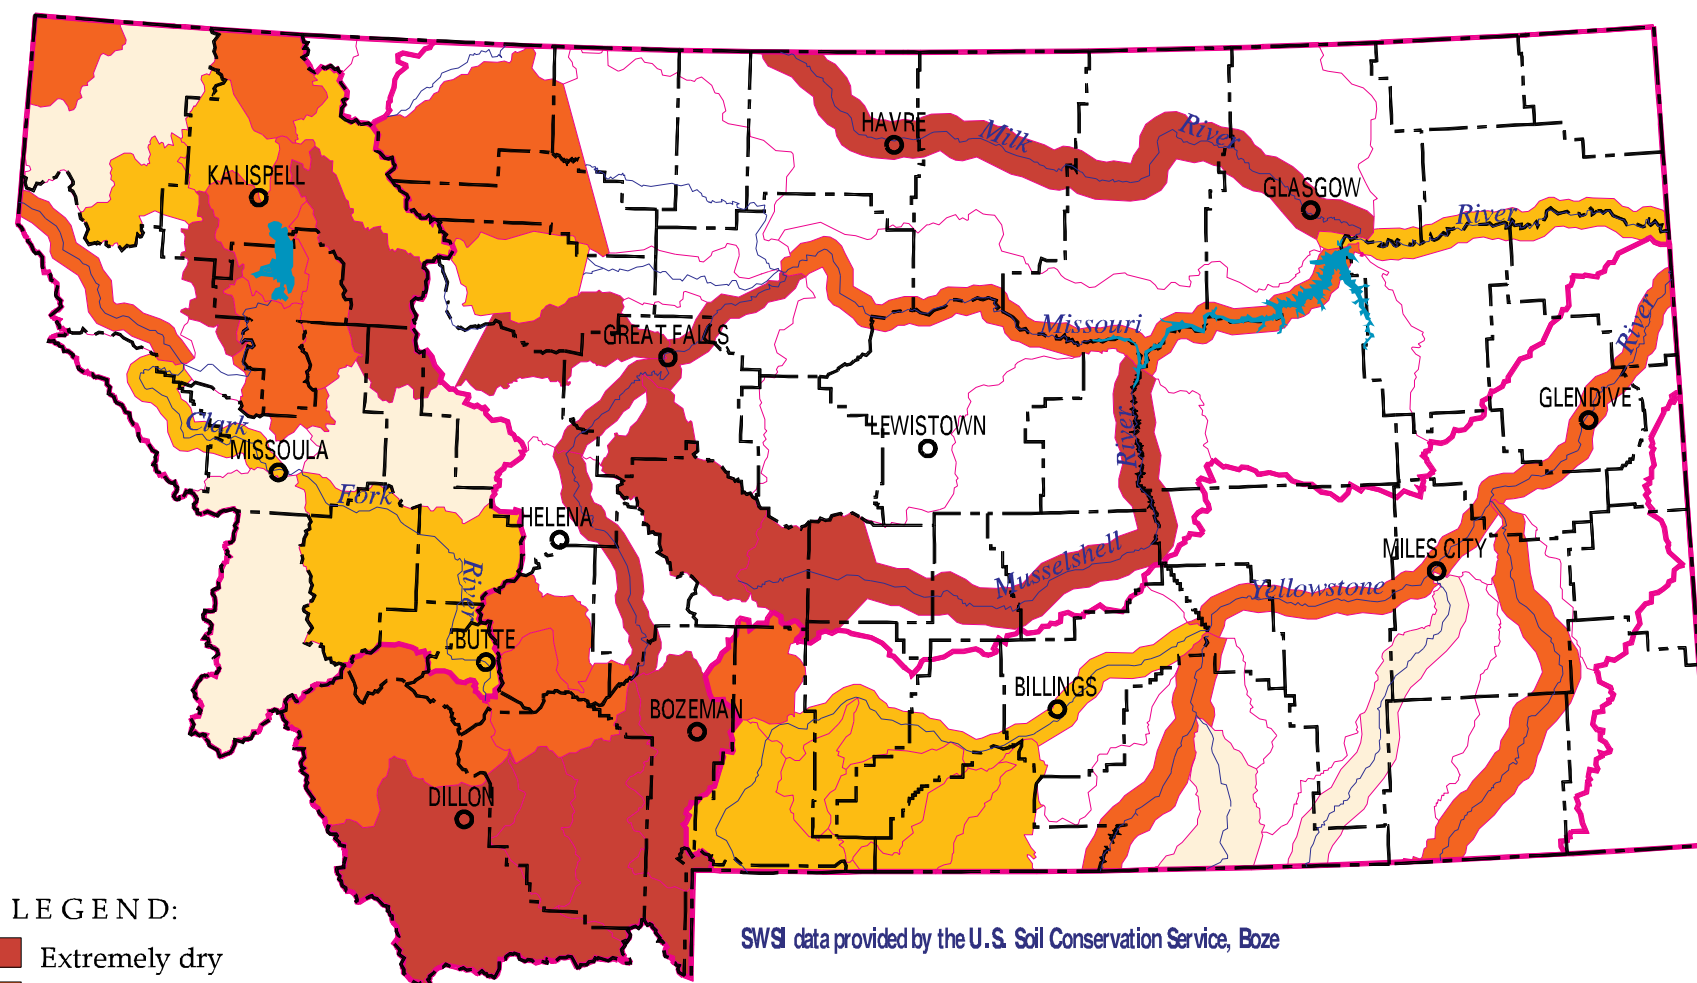 HAVRE
Milk
River
KALISPELL
GLASGOW
River
GREAT FALLS
Missouri
River
GLENDIVE
Clark
MISSOULA
LEWISTOWN
River
Fork
HELENA
MILES CITY
Musselshell
River
Yellowstone
BUTTE
BILLINGS
BOZEMAN
DILLON
LEGEND:
SWSI data provided by the U.S. Soil Conservation Service, Boze
Extremely dry